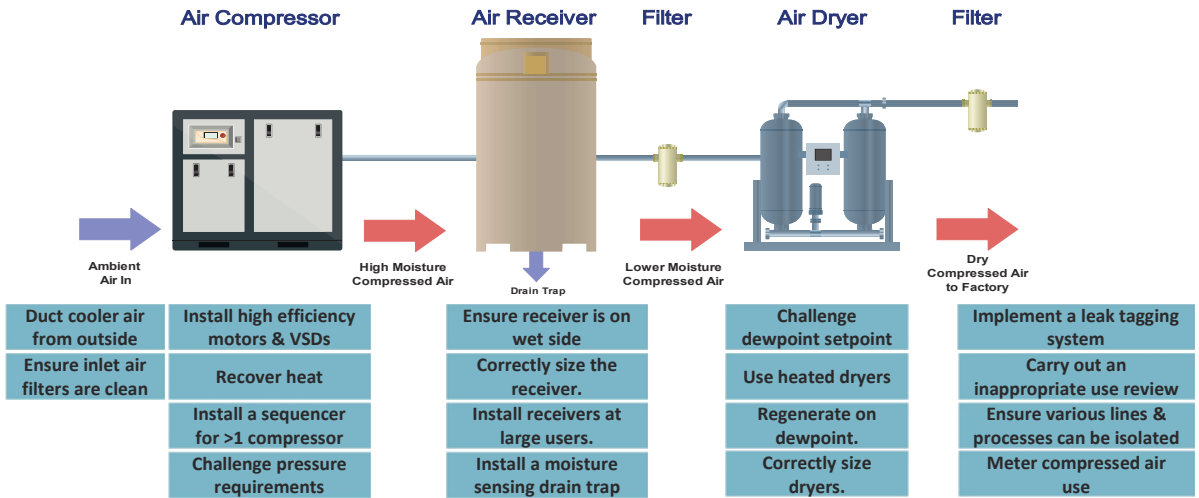 Air Compressor
Air Receiver
Filter
Air Dryer
Filter
Ambient
Air In
High Moisture
Compressed Air
Drain Trap
Lower Moisture
Compressed Air
Dry
Compressed Air
to Factory
Duct cooler air
from outside
Ensure inlet air
filters are clean
Install high efficiency
motors & VSDs
Recover heat
Install a sequencer
for >1 compressor
Challenge pressure
requirements
Ensure receiver is on
wet side
Correctly size the
receiver.
Install receivers at
large users.
Install a moisture
sensing drain trap
Challenge
dewpoint setpoint
Use heated dryers
Regenerate on
dewpoint.
Correctly size
dryers.
Implement a leak tagging
system
Carry out an
inappropriate use review
Ensure various lines &
processes can be isolated
Meter compressed air
use